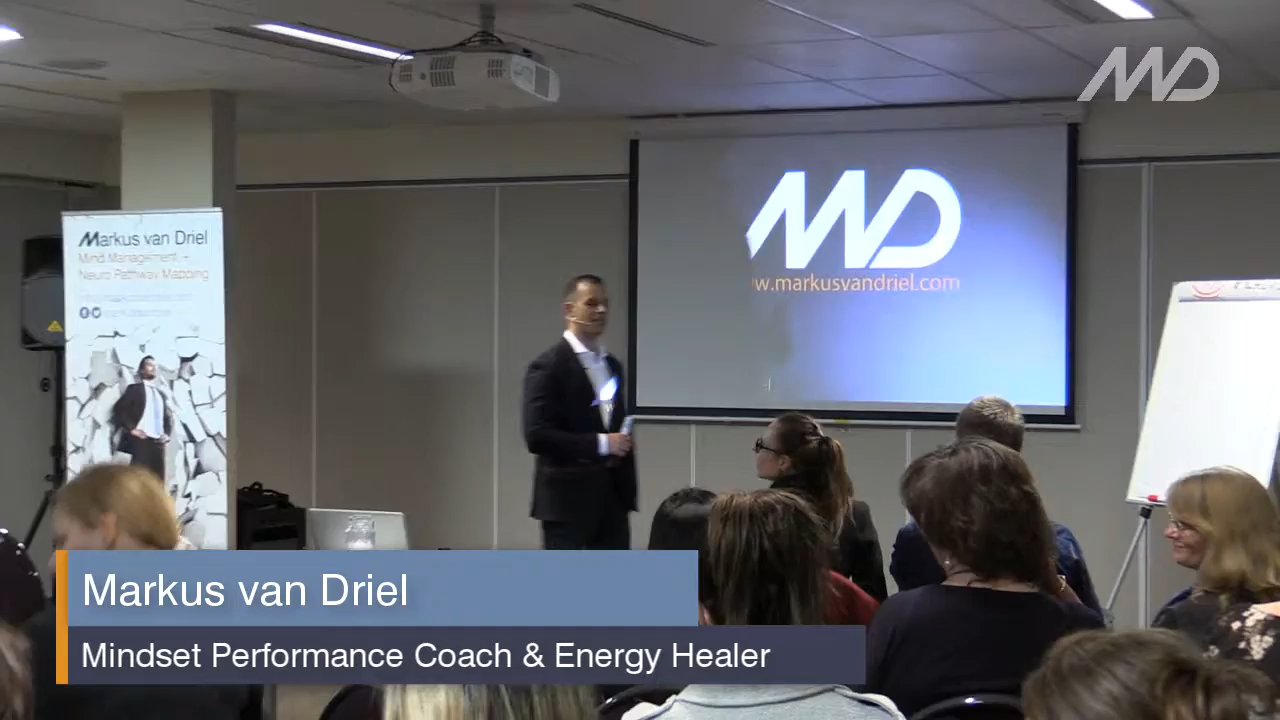 MD
Markus van Driel
Mind Management +
Neuro Pathway Mapping
MD
www.markusvandriel.com
Markus van Driel
Mindset Performance Coach & Energy Healer